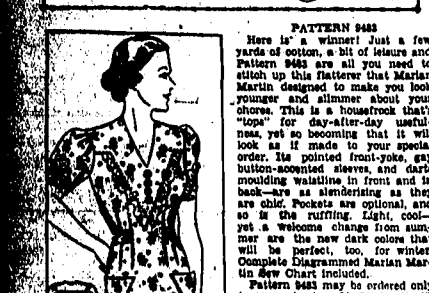 PATTERN 9483
Here is a winner! Just a few
yards of cotton, a bit of leisure and
Pattern 9483 are all you need to
stitch up this flatterer that Marian
Martin designed to make you look
younger and slimmer about your
chores. This is a housefrock that's
"tops" for day-after-day useful-
ness, yet so becoming that it will
look as if made to your special
order. Its pointed front-yoke, gay
button-accented sleeves, and darts
moulding waistline in front and in
back—are as slenderizing as they
are chic. Pockets are optional, and
so is the ruffling. Light, cool—
yet a welcome change from sum-
mer are the new dark colors that
will be perfect, too, for winter.
Complete Diagrammed Marian Mar-
tin Sew Chart included.
Pattern 9483 may be ordered only